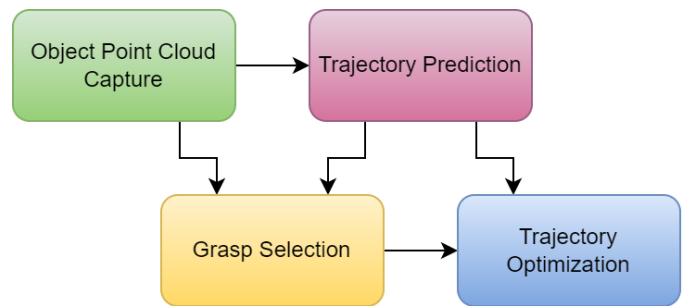 Object Point Cloud
Capture
Trajectory Prediction
Grasp Selection
Trajectory
Optimization